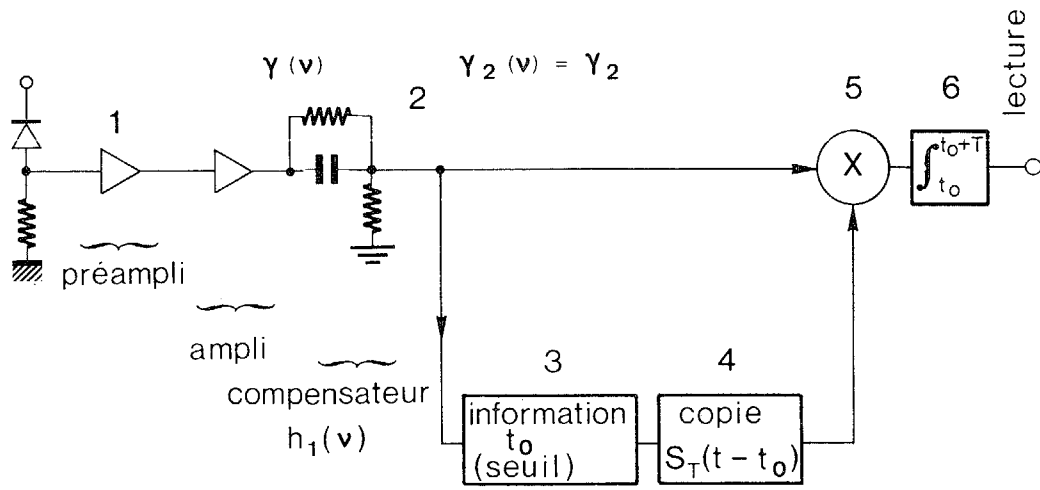 γ(ν)
γ₂(ν) = γ₂
1
2
5
6
lecture
X
∫ t₀+T t₀
préampli
ampli
compensateur
h₁(ν)
3
4
information
t₀
(seuil)
copie
S_T(t-t₀)